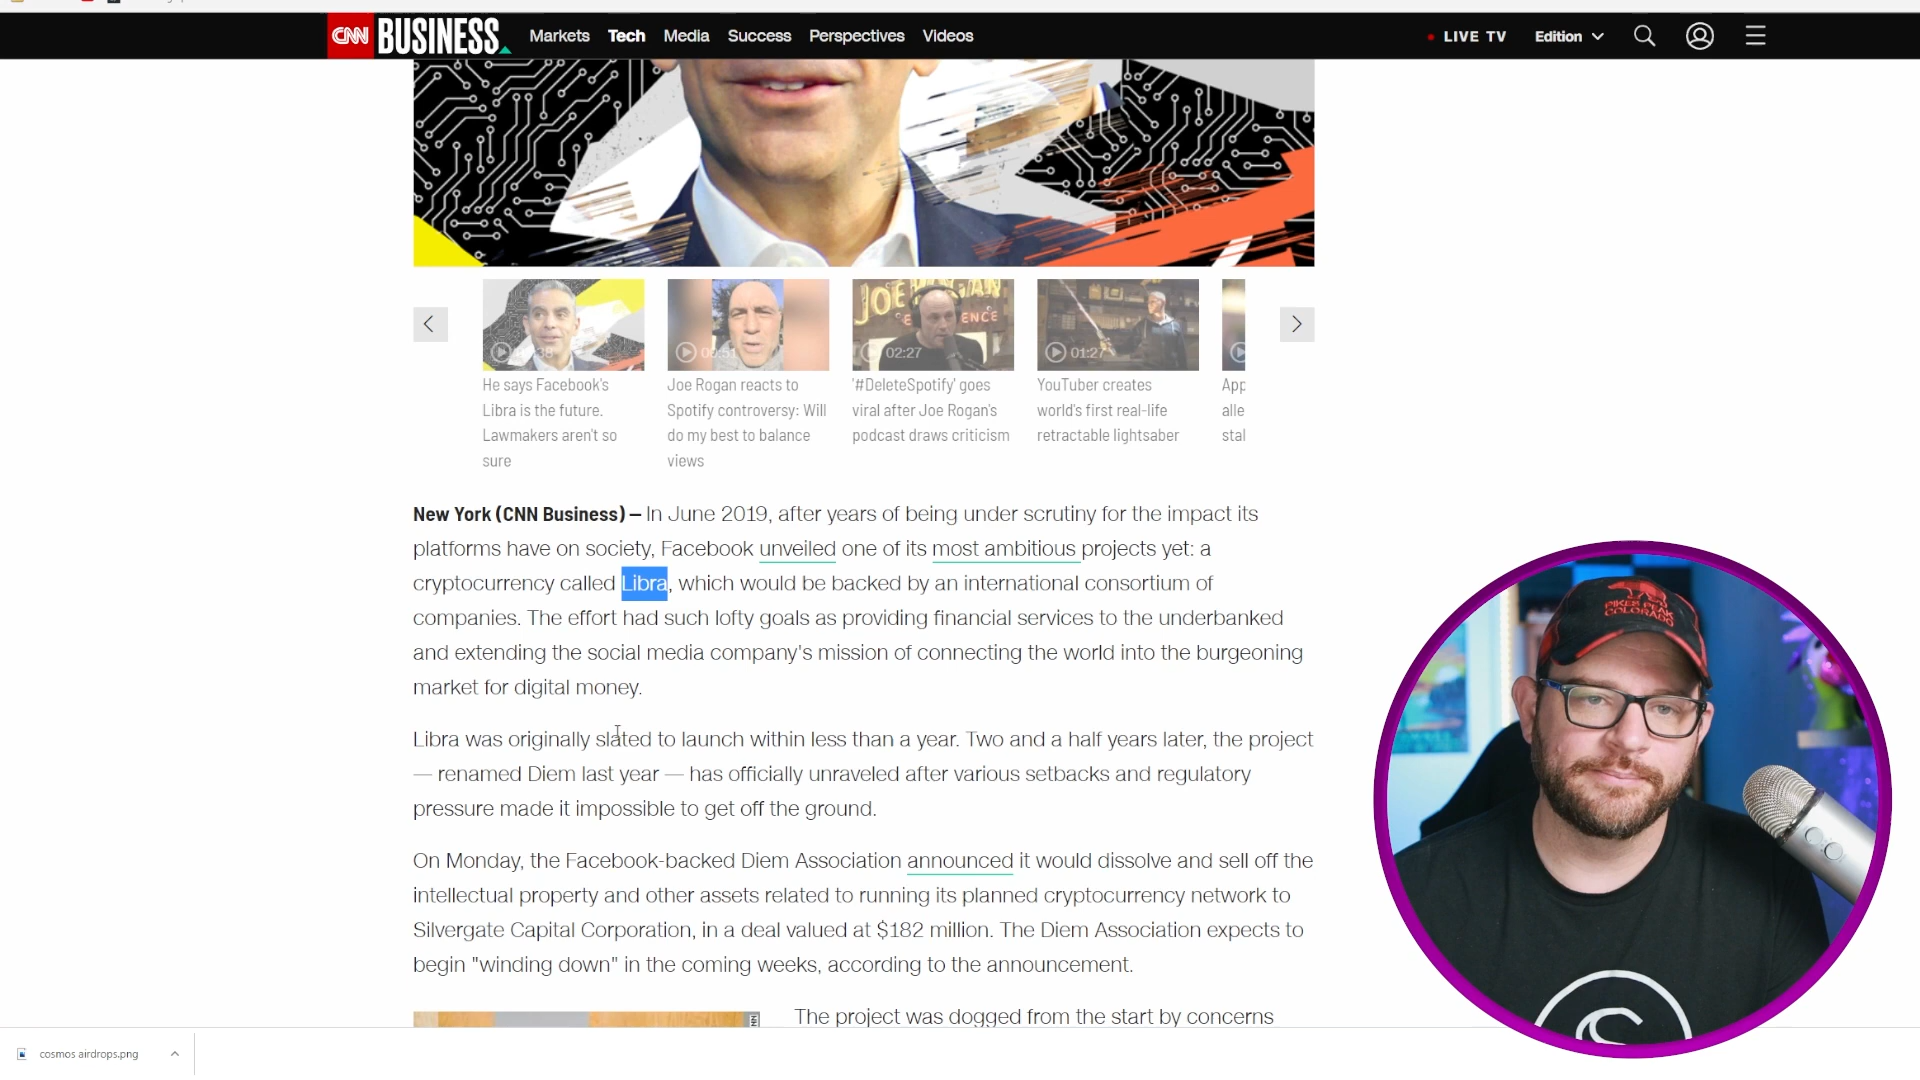 CNN BUSINESS Markets Tech Media Success Perspectives Videos LIVE TV Edition
JOE ROGAN
ENCE
02:27
01:27
He says Facebook's
Libra is the future.
Lawmakers aren't so
sure
Joe Rogan reacts to
Spotify controversy: Will
do my best to balance
views
'#DeleteSpotify' goes
viral after Joe Rogan's
podcast draws criticism
YouTuber creates
world's first real-life
retractable lightsaber
App
alle
stal
New York (CNN Business) — In June 2019, after years of being under scrutiny for the impact its
platforms have on society, Facebook unveiled one of its most ambitious projects yet: a
cryptocurrency called Libra, which would be backed by an international consortium of
companies. The effort had such lofty goals as providing financial services to the underbanked
and extending the social media company's mission of connecting the world into the burgeoning
market for digital money.
Libra was originally slated to launch within less than a year. Two and a half years later, the project
— renamed Diem last year — has officially unraveled after various setbacks and regulatory
pressure made it impossible to get off the ground.
On Monday, the Facebook-backed Diem Association announced it would dissolve and sell off the
intellectual property and other assets related to running its planned cryptocurrency network to
Silvergate Capital Corporation, in a deal valued at $182 million. The Diem Association expects to
begin "winding down" in the coming weeks, according to the announcement.
The project was dogged from the start by concerns
PIKES PEAK
COLORADO
cosmos airdrops.png